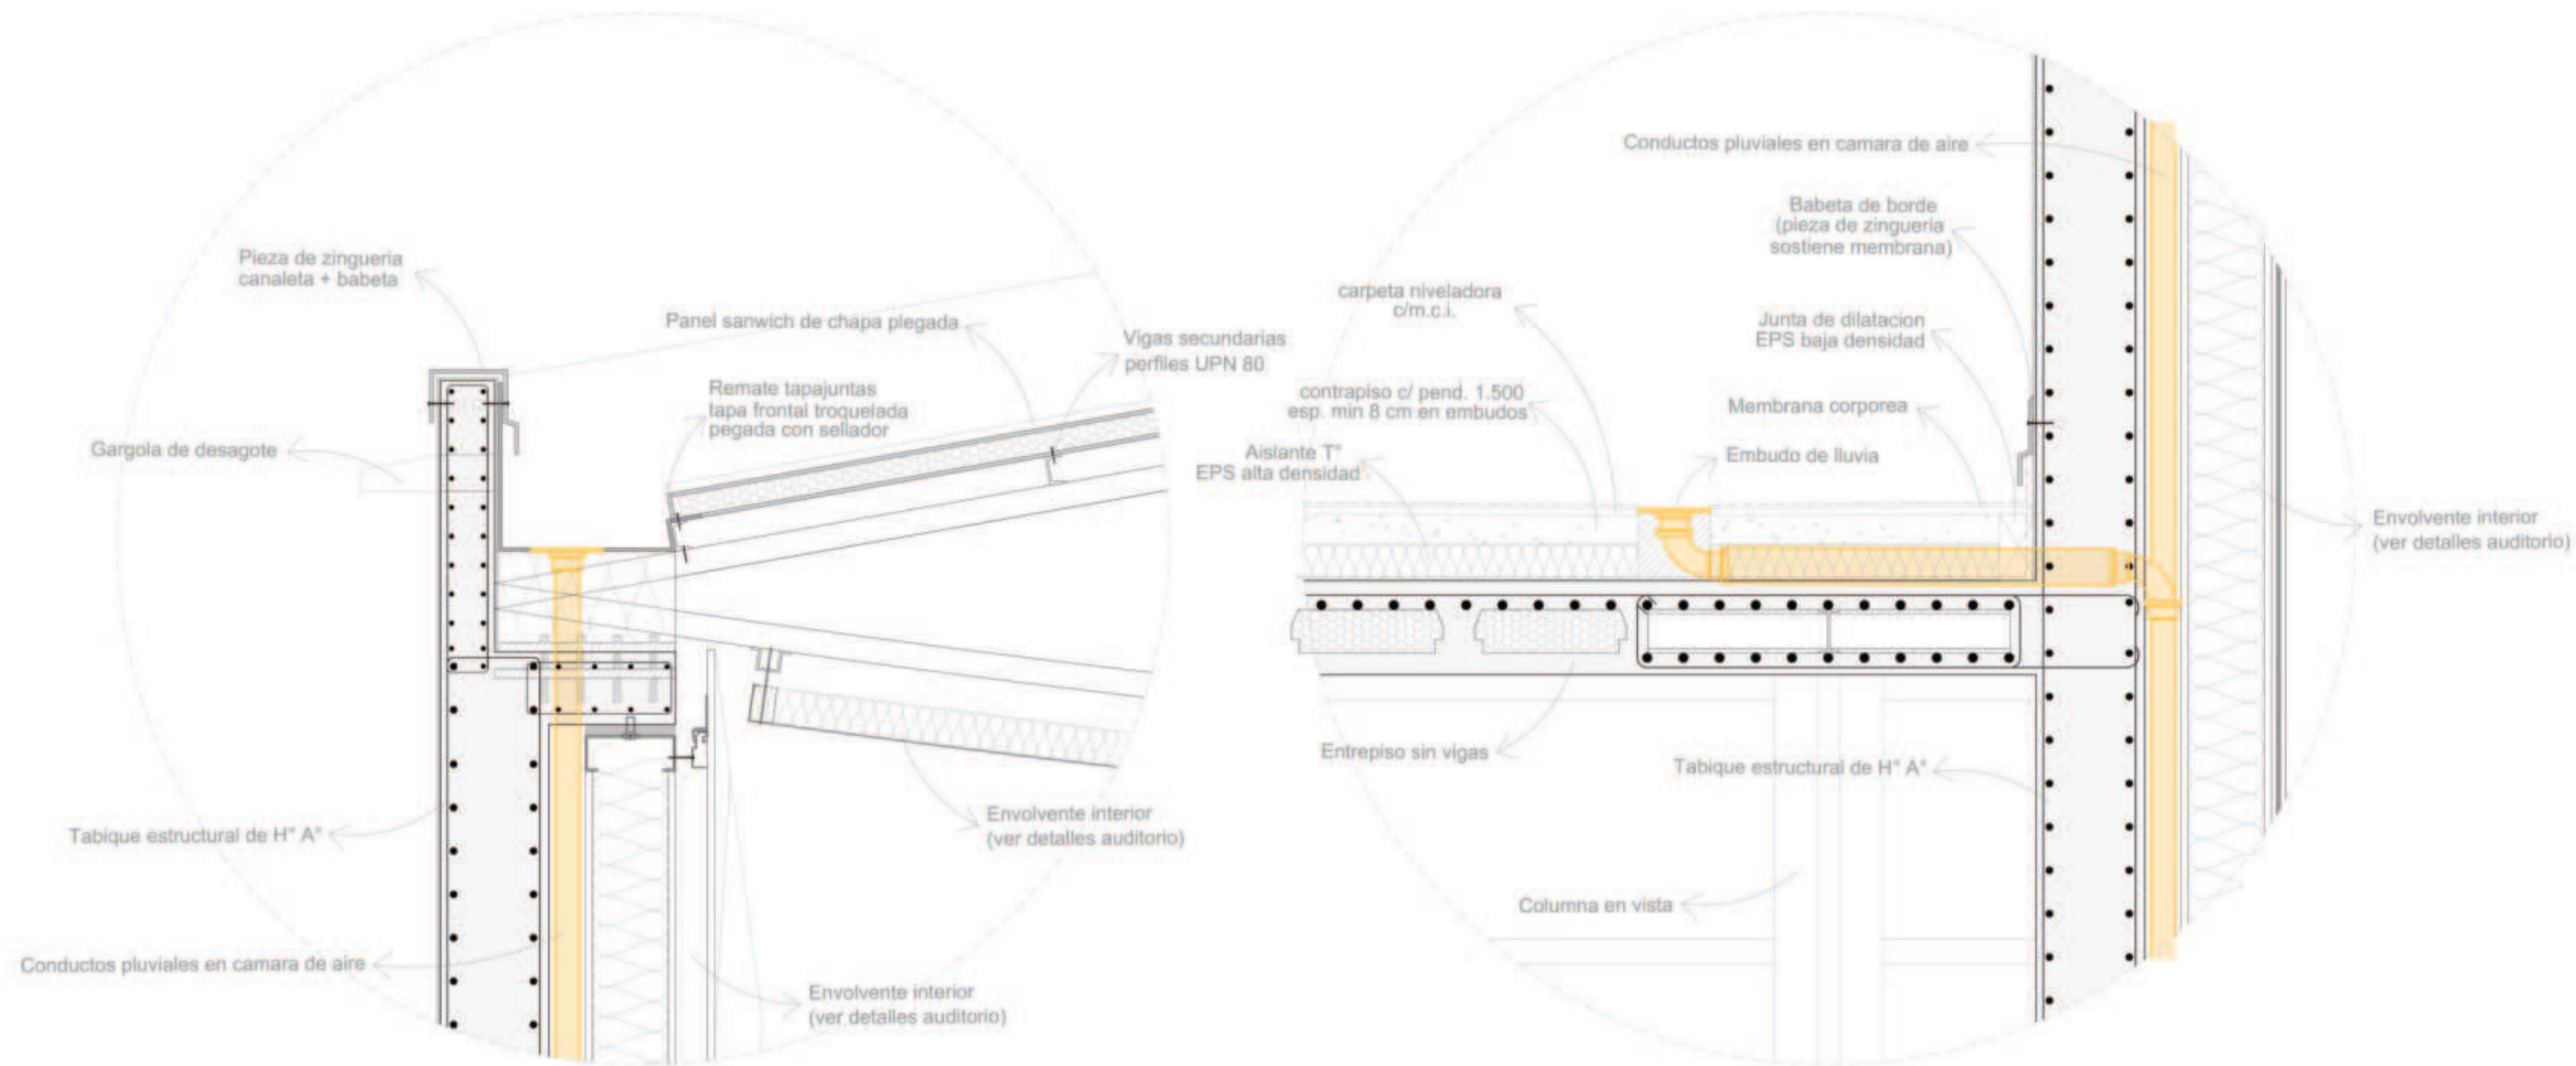 Pieza de zingueria
canaleta + babeta
Panel sanwich de chapa plegada
Vigas secundarias
perfiles UPN 80
Remate tapajuntas
tapa frontal troquelada
pegada con sellador
Gargola de desagote
Tabique estructural de H° A°
Envolvente interior
(ver detalles auditorio)
Conductos pluviales en camara de aire
Envolvente interior
(ver detalles auditorio)
Conductos pluviales en camara de aire
Babeta de borde
(pieza de zingueria
sostiene membrana)
carpeta niveladora
c/m.c.i.
Junta de dilatacion
EPS baja densidad
contrapiso c/ pend. 1.500
esp. min 8 cm en embudos
Membrana corporea
Aislante T°
EPS alta densidad
Embudo de lluvia
Envolvente interior
(ver detalles auditorio)
Entrepiso sin vigas
Tabique estructural de H° A°
Columna en vista